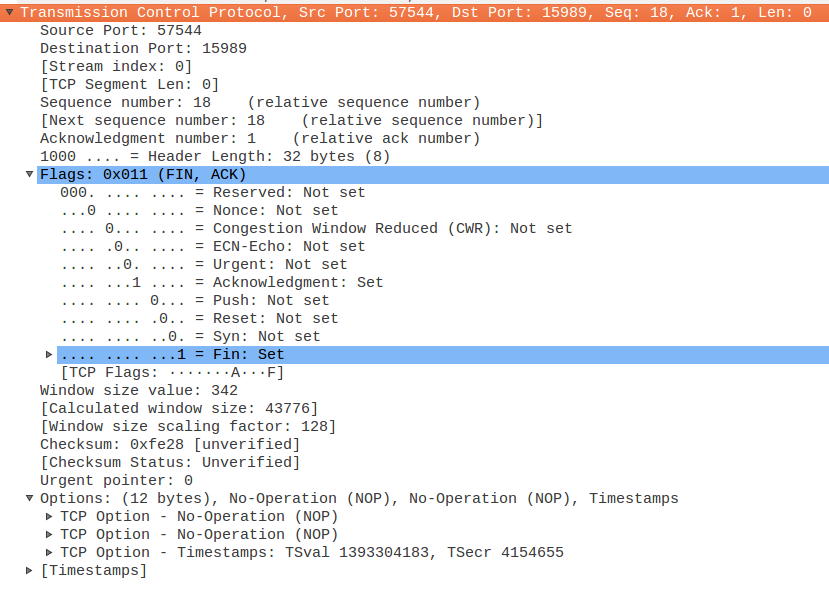 Transmission Control Protocol, Src Port: 57544, Dst Port: 15989, Seq: 18, Ack: 1, Len: 0
Source Port: 57544
Destination Port: 15989
[Stream index: 0]
[TCP Segment Len: 0]
Sequence number: 18    (relative sequence number)
[Next sequence number: 18    (relative sequence number)]
Acknowledgment number: 1    (relative ack number)
1000 .... = Header Length: 32 bytes (8)
Flags: 0x011 (FIN, ACK)
000. .... .... = Reserved: Not set
...0 .... .... = Nonce: Not set
.... 0... .... = Congestion Window Reduced (CWR): Not set
.... .0.. .... = ECN-Echo: Not set
.... ..0. .... = Urgent: Not set
.... ...1 .... = Acknowledgment: Set
.... .... 0... = Push: Not set
.... .... .0.. = Reset: Not set
.... .... ..0. = Syn: Not set
.... .... ...1 = Fin: Set
[TCP Flags: ·······A···F]
Window size value: 342
[Calculated window size: 43776]
[Window size scaling factor: 128]
Checksum: 0xfe28 [unverified]
[Checksum Status: Unverified]
Urgent pointer: 0
Options: (12 bytes), No-Operation (NOP), No-Operation (NOP), Timestamps
TCP Option - No-Operation (NOP)
TCP Option - No-Operation (NOP)
TCP Option - Timestamps: TSval 1393304183, TSecr 4154655
[Timestamps]